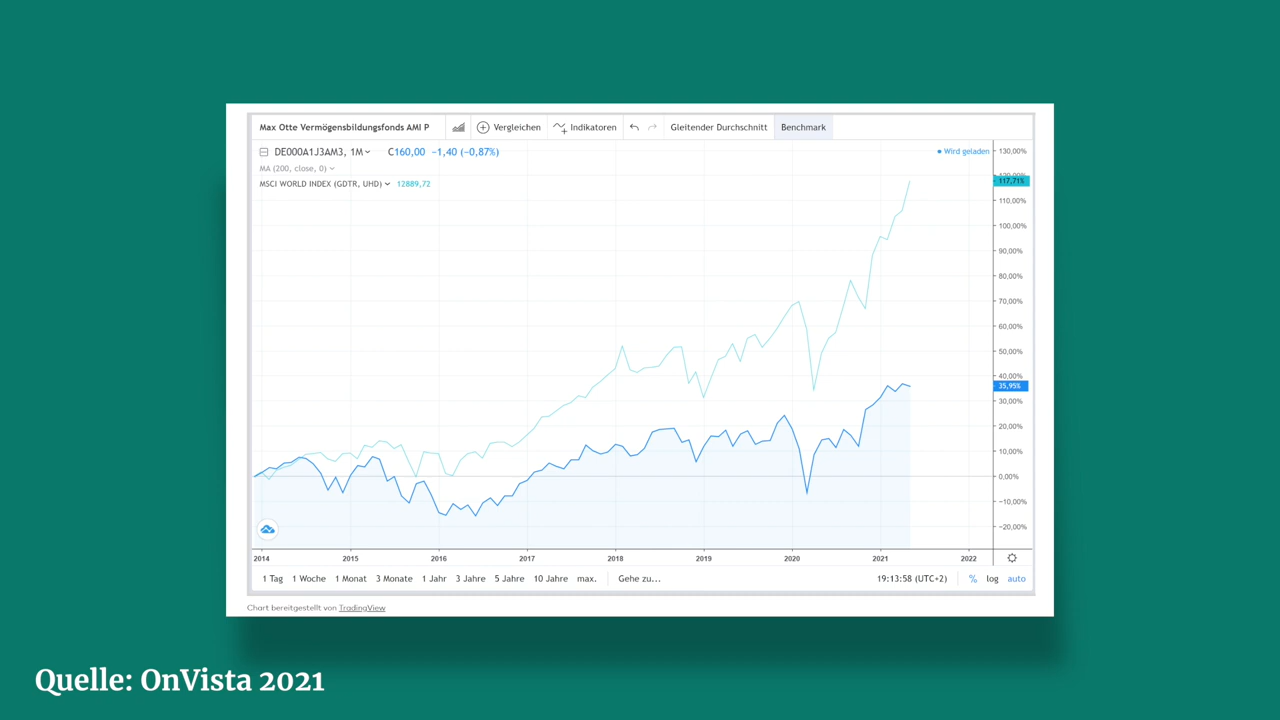 Max Otte Vermögensbildungsfonds AMI P Vergleichen Indikatoren Gleitender Durchschnitt Benchmark
DE000A1J3AM3, 1M C160,00 −1,40 (−0,87%)
MA (200, close, 0)
MSCI WORLD INDEX (GDTR, UHD) 12889,72
Wird geladen
130,00%
120,00%
117,71%
110,00%
100,00%
90,00%
80,00%
70,00%
60,00%
50,00%
40,00%
35,95%
30,00%
20,00%
10,00%
0,00%
−10,00%
−20,00%
2014 2015 2016 2017 2018 2019 2020 2021 2022
1 Tag 1 Woche 1 Monat 3 Monate 1 Jahr 3 Jahre 5 Jahre 10 Jahre max. Gehe zu... 19:13:58 (UTC+2) % log auto
Chart bereitgestellt von TradingView
Quelle: OnVista 2021